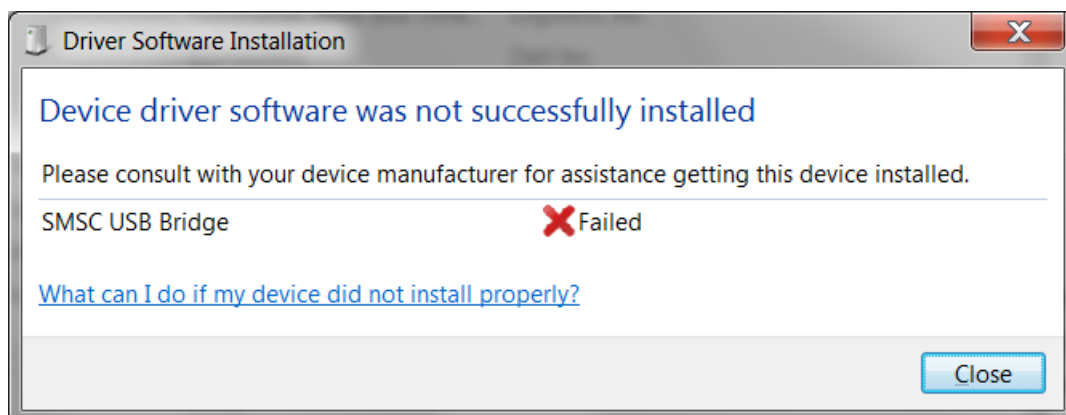 Driver Software Installation
Device driver software was not successfully installed
Please consult with your device manufacturer for assistance getting this device installed.
SMSC USB Bridge Failed
What can I do if my device did not install properly?
Close